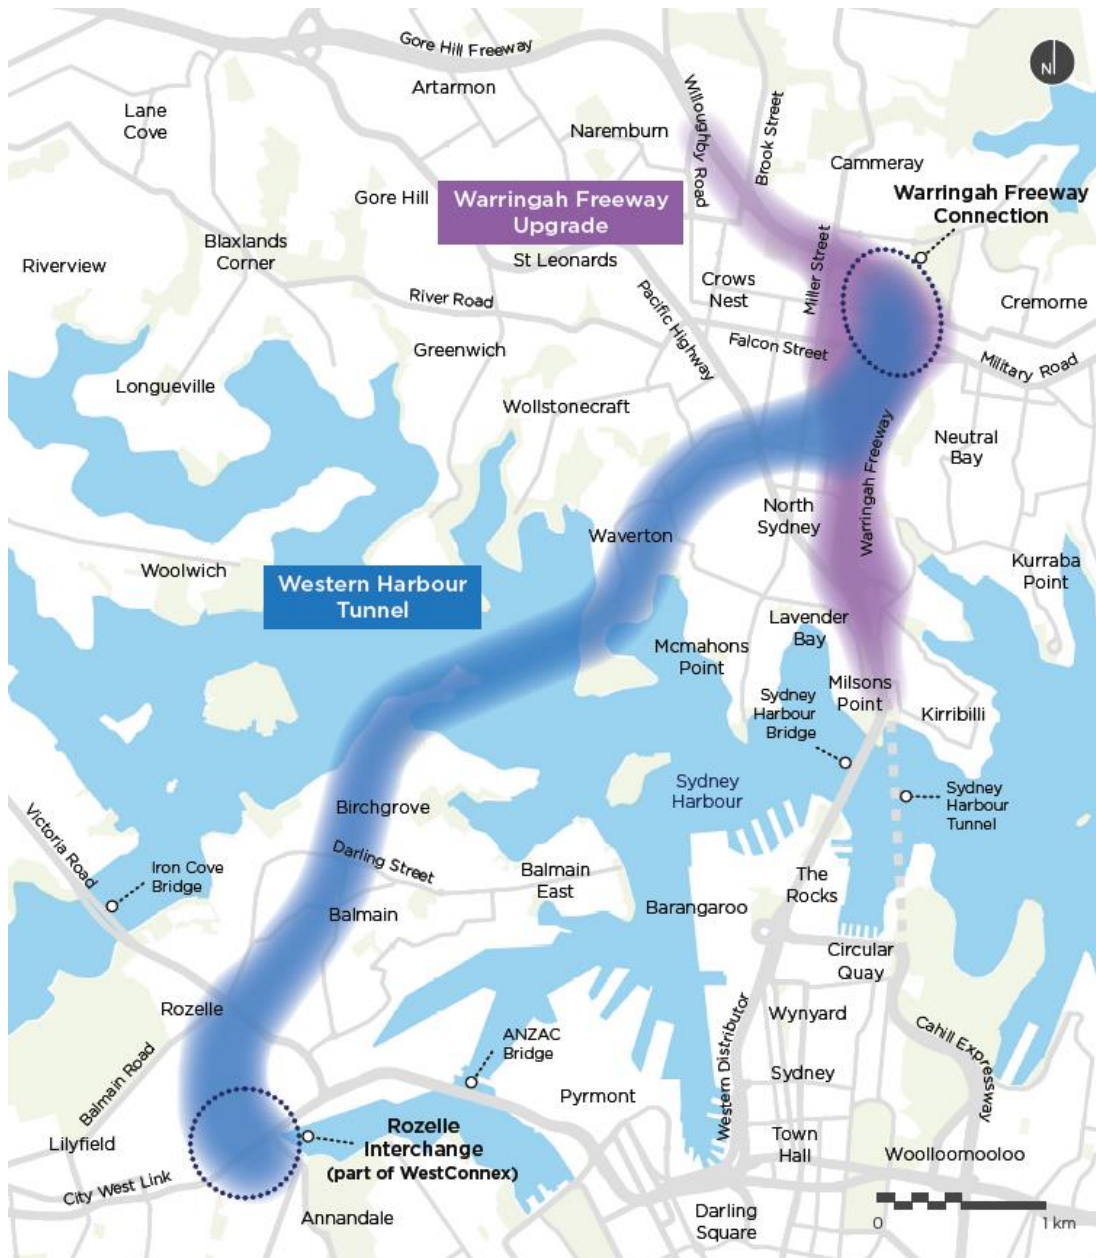 Gore Hill Freeway
N
Artarmon
Lane
Cove
Naremburn
Willoughby Road
Brook Street
Cammeray
Warringah Freeway
Connection
Gore Hill
Warringah Freeway
Upgrade
Blaxlands
Corner
Riverview
St Leonards
Miller Street
Crows
Nest
Cremorne
River Road
Pacific Highway
Falcon Street
Military Road
Greenwich
Longueville
Wollstonecraft
Warringah Freeway
Neutral
Bay
North
Sydney
Waverton
Woolwich
Kurraba
Point
Western Harbour
Tunnel
Lavender
Bay
Mcmahons
Point
Milsons
Point
Kirribilli
Sydney
Harbour
Bridge
Sydney
Harbour
Sydney
Harbour
Tunnel
Birchgrove
Victoria Road
Iron Cove
Bridge
Darling Street
Balmain
East
The
Rocks
Barangaroo
Balmain
Circular
Quay
Rozelle
Wynyard
Western Distributor
Cahill Expressway
ANZAC
Bridge
Balmain Road
Sydney
Pyrmont
Lilyfield
Rozelle
Interchange
(part of WestConnex)
Town
Hall
Woolloomooloo
City West Link
Annandale
Darling
Square
0
1 km